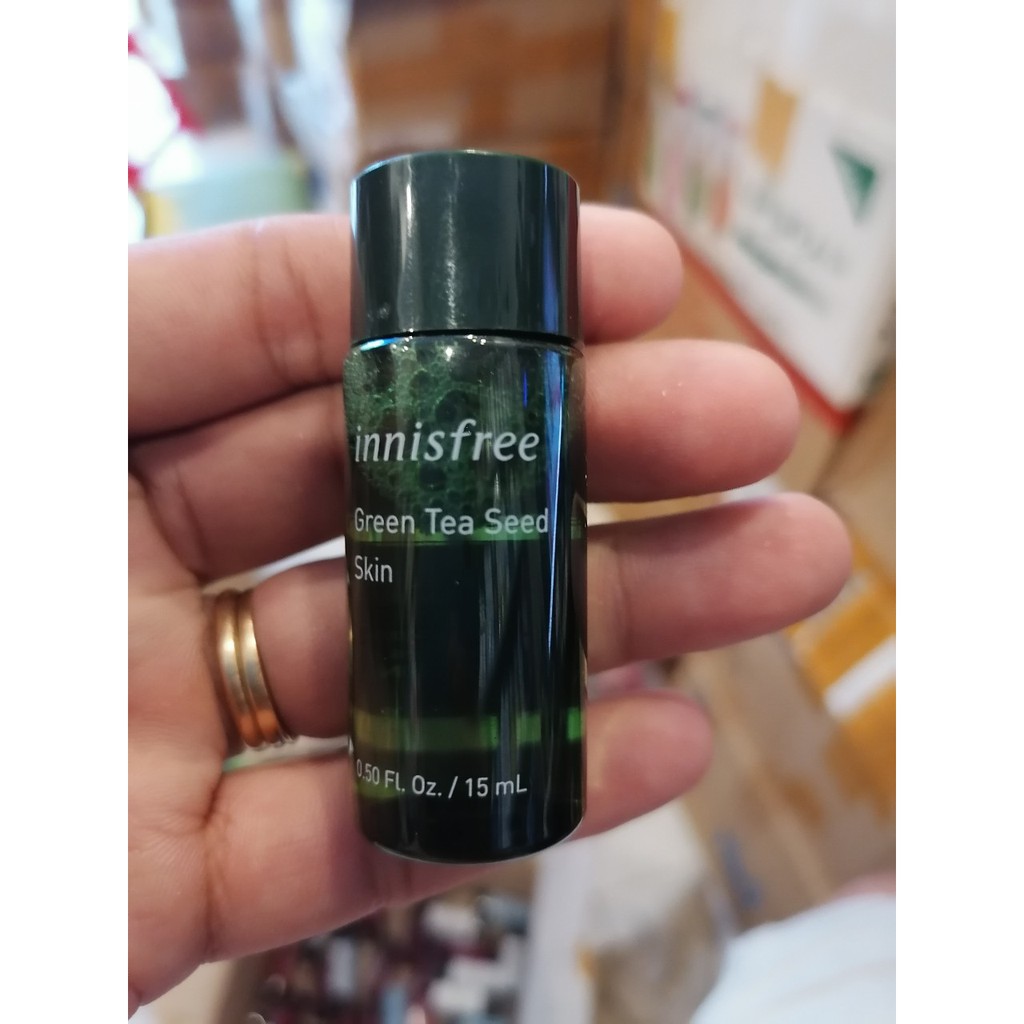 innisfree
Green Tea Seed
Skin
0.50 FL. Oz. / 15 mL